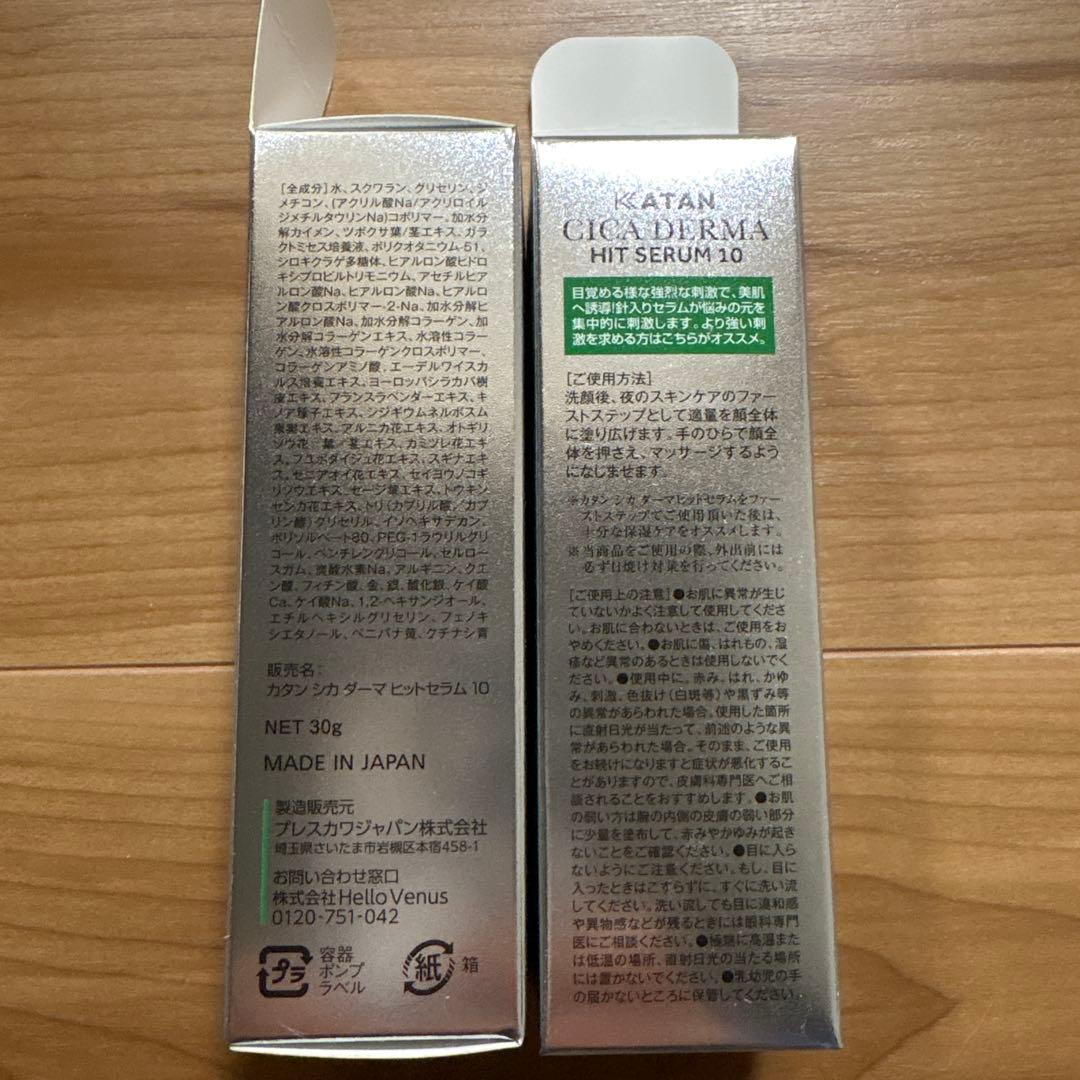 [全成分]水、スクワラン、グリセリン、ジ
メチコン、(アクリル酸Na/アクリロイル
ジメチルタウリンNa)コポリマー、加水分
解カイメン、ツボクサ葉/茎エキス、ガラ
クトミセス培養液、ポリクオタニウム-51、
シロキクラゲ多糖体、ヒアルロン酸ヒドロ
キシプロピルトリモニウム、アセチルヒア
ルロン酸Na、ヒアルロン酸Na、ヒアルロ
ン酸クロスポリマー-2-Na、加水分解ヒ
アルロン酸Na、加水分解コラーゲン、加
水分解コラーゲンエキス、水溶性コラー
ゲン、水溶性コラーゲンクロスポリマー、
コラーゲンアミノ酸、エーデルワイスカ
ルス培養エキス、ヨーロッパシラカバ樹
皮エキス、フランスラベンダーエキス、キ
ノア種子エキス、シジギウムネルボスム
果実エキス、アルニカ花エキス、オトギリ
ソウ花/葉/茎エキス、カミツレ花エキ
ス、フユボダイジュ花エキス、スギナエキ
ス、ゼニアオイ花エキス、セイヨウノコギ
リソウエキス、セージ葉エキス、トウキン
センカ花エキス、トリ(カプリル酸/カプ
リン酸)グリセリル、イソヘキサデカン、
ポリソルベート80、PEG-1ラウリルグリ
コール、ペンチレングリコール、セルロー
スガム、炭酸水素Na、アルギニン、クエ
ン酸、フィチン酸、金、銀、酸化銀、ケイ酸
Ca、ケイ酸Na、1,2-ヘキサンジオール、
エチルヘキシルグリセリン、フェノキ
シエタノール、ベニバナ黄、クチナシ青
販売名:
カタン シカ ダーマ ヒットセラム 10
NET 30g
MADE IN JAPAN
製造販売元
プレスカワジャパン株式会社
埼玉県さいたま市岩槻区本宿458-1
お問い合わせ窓口
株式会社Hello Venus
0120-751-042
プラ
容器
ポンプ
ラベル
紙
箱
KATAN
CICA DERMA
HIT SERUM 10
目覚める様な強烈な刺激で、美肌
へ誘導!針入りセラムが悩みの元を
集中的に刺激します。より強い刺
激を求める方はこちらがオススメ。
[ご使用方法]
洗顔後、夜のスキンケアのファー
ストステップとして適量を顔全体
に塗り広げます。手のひらで顔全
体を押さえ、マッサージするよう
になじませます。
※カタン シカ ダーマヒットセラムをファー
ストステップでご使用頂いた後は、
十分な保湿ケアをオススメします。
※当商品をご使用の際、外出前には
必ず日焼け対策を行ってください。
[ご使用上の注意]●お肌に異常が生じ
ていないかよく注意して使用してくださ
い。お肌に合わないときは、ご使用をお
やめください。●お肌に傷、はれもの、湿
疹など異常のあるときは使用しないでく
ださい。●使用中に、赤み、はれ、かゆ
み、刺激、色抜け(白斑等)や黒ずみ等
の異常があらわれた場合。使用した箇所
に直射日光が当たって、前述のような異
常があらわれた場合。そのまま、ご使用
をお続けになりますと症状が悪化するこ
とがありますので、皮膚科専門医へご相
談されることをおすすめします。●お肌
の弱い方は腕の内側の皮膚の弱い部分
に少量を塗布して、赤みやかゆみが起き
ないことをご確認ください。●目に入ら
ないようにご注意ください。もし、目に
入ったときはこすらずに、すぐに洗い流
してください。洗い流しても目に違和感
や異物感などが残るときには眼科専門
医にご相談ください。●極端に高温また
は低温の場所、直射日光の当たる場所
には置かないでください。●乳幼児の手
の届かないところに保管してください。